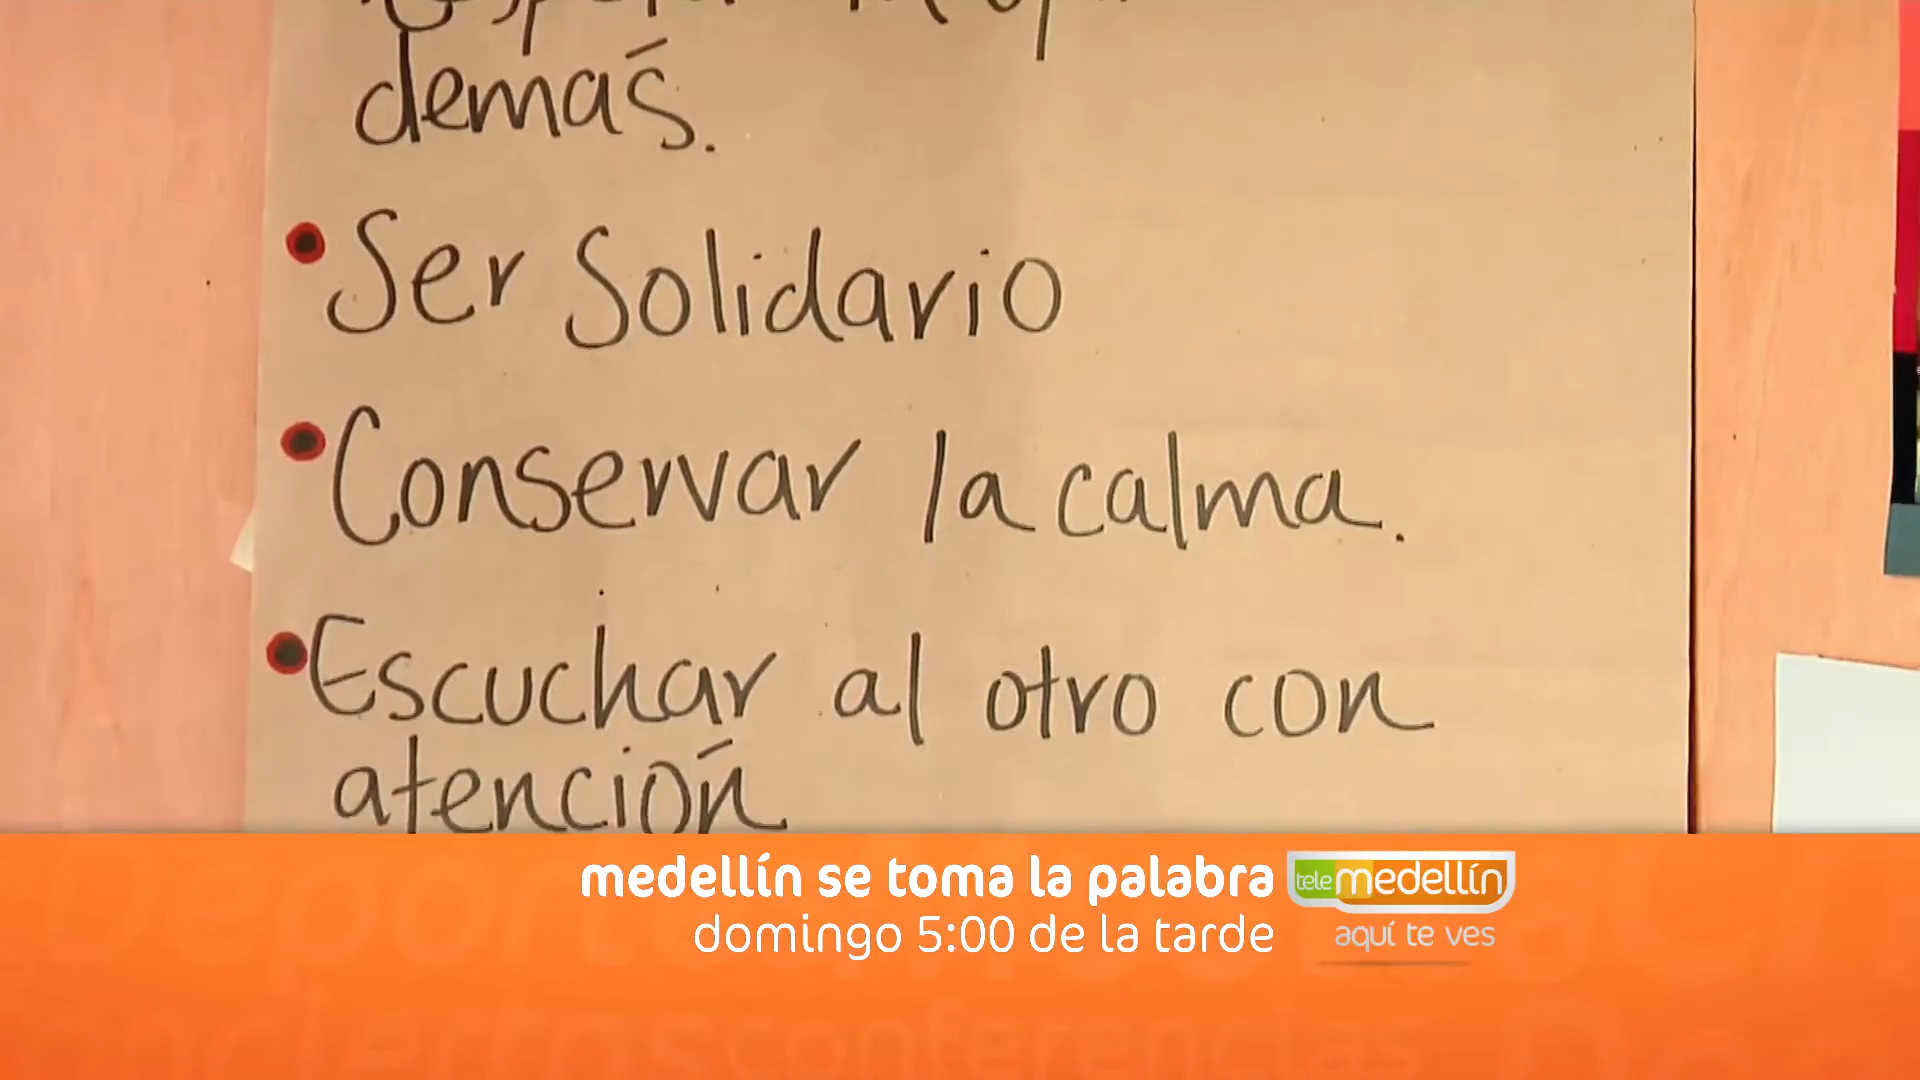 demás.
• Ser Solidario
• Conservar la calma.
• Escuchar al otro con
atención
medellín se toma la palabra
domingo 5:00 de la tarde
telemedellín
aquí te ves
conferencias